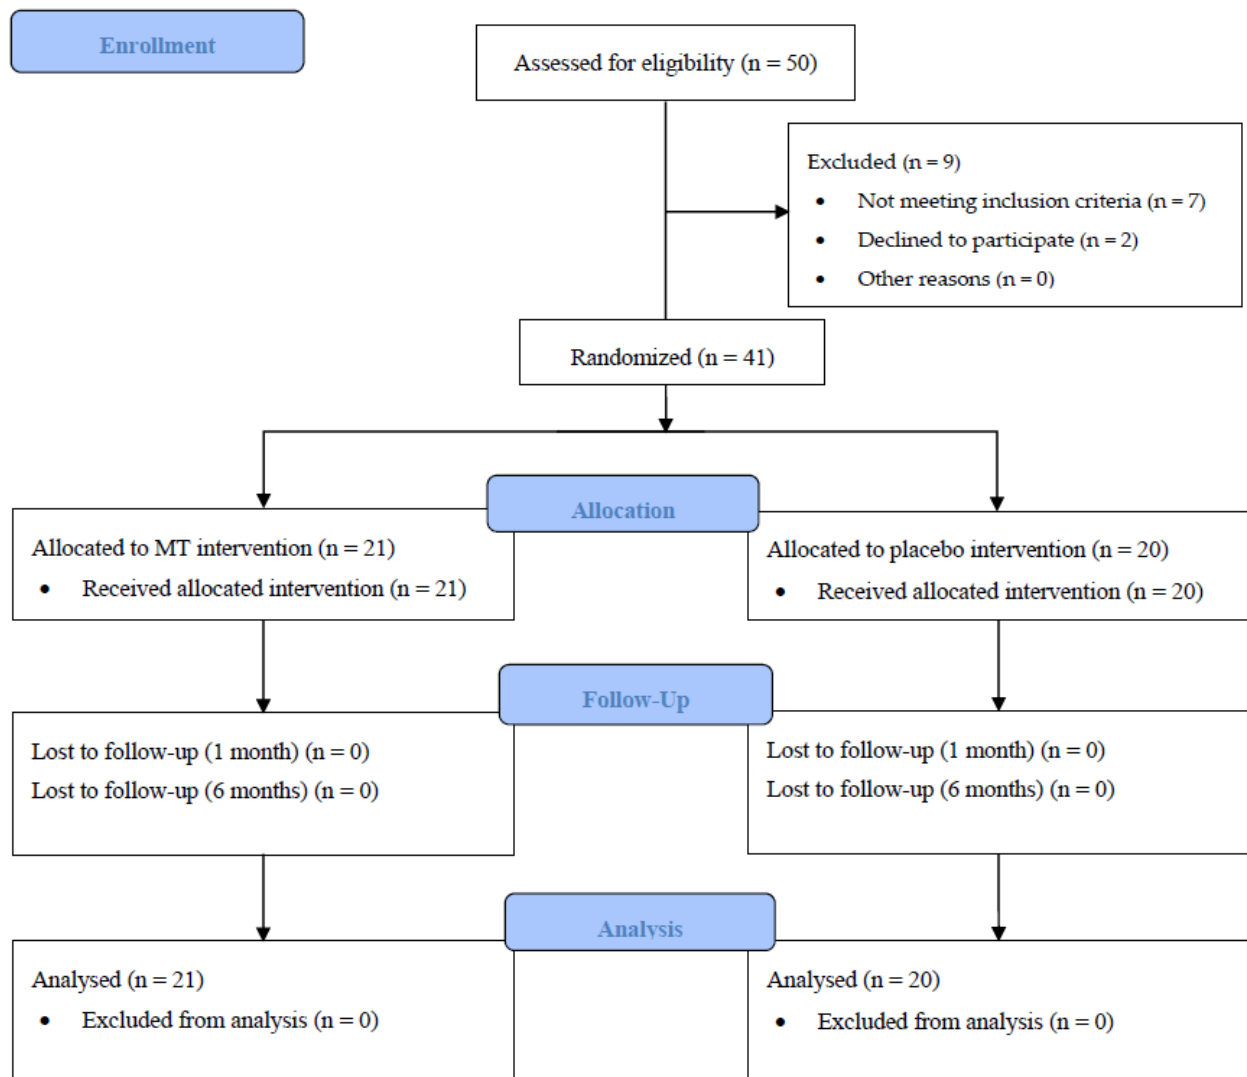 Enrollment
Assessed for eligibility (n = 50)
Excluded (n = 9)
• Not meeting inclusion criteria (n = 7)
• Declined to participate (n = 2)
• Other reasons (n = 0)
Randomized (n = 41)
Allocation
Allocated to MT intervention (n = 21)
• Received allocated intervention (n = 21)
Allocated to placebo intervention (n = 20)
• Received allocated intervention (n = 20)
Follow-Up
Lost to follow-up (1 month) (n = 0)
Lost to follow-up (6 months) (n = 0)
Lost to follow-up (1 month) (n = 0)
Lost to follow-up (6 months) (n = 0)
Analysis
Analysed (n = 21)
• Excluded from analysis (n = 0)
Analysed (n = 20)
• Excluded from analysis (n = 0)